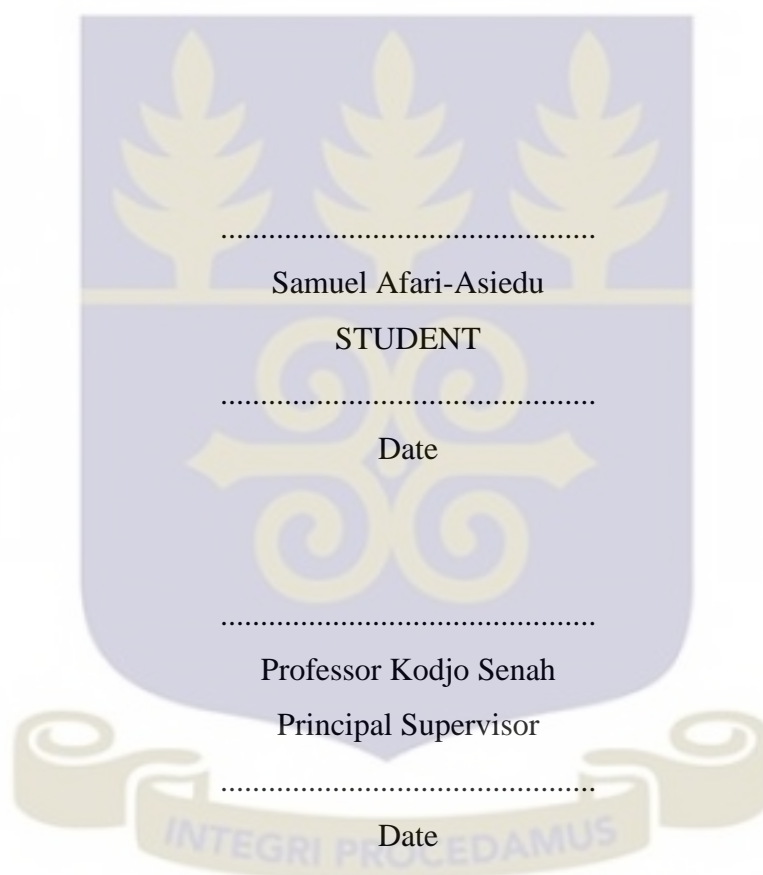 ..............................................
Samuel Afari-Asiedu
STUDENT
..............................................
Date
..............................................
Professor Kodjo Senah
Principal Supervisor
..............................................
Date
INTEGRI PROCEDAMUS